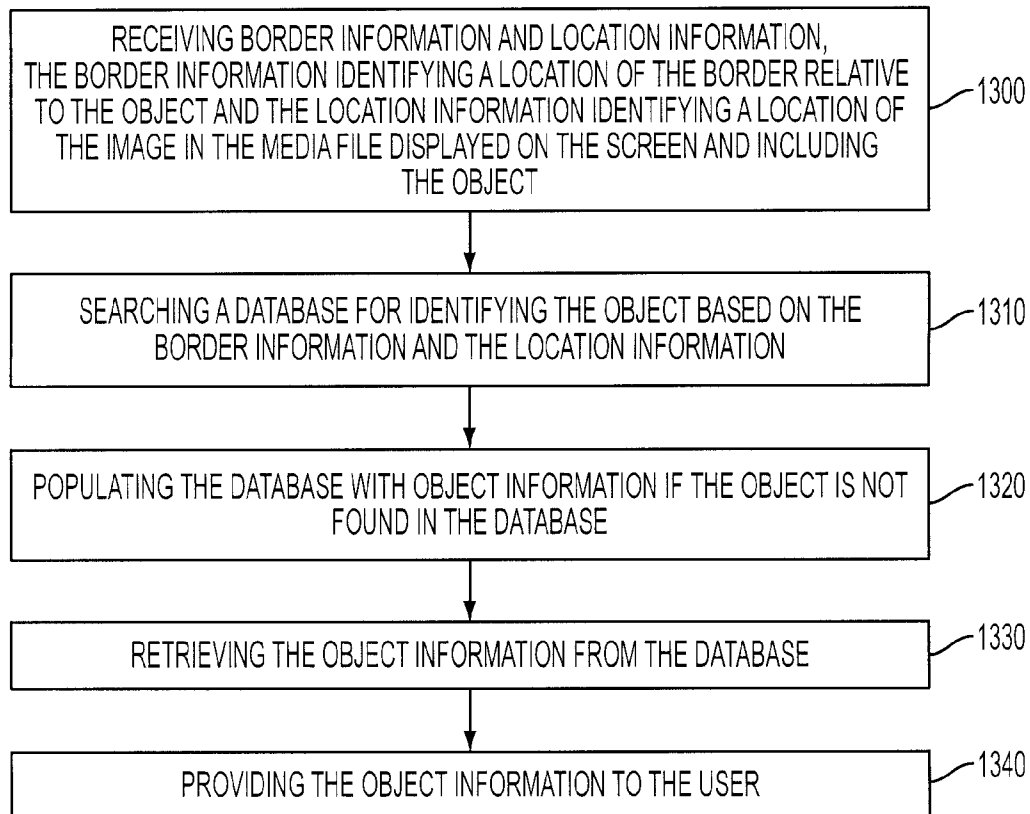 RECEIVING BORDER INFORMATION AND LOCATION INFORMATION,
THE BORDER INFORMATION IDENTIFYING A LOCATION OF THE BORDER RELATIVE
TO THE OBJECT AND THE LOCATION INFORMATION IDENTIFYING A LOCATION OF
THE IMAGE IN THE MEDIA FILE DISPLAYED ON THE SCREEN AND INCLUDING
THE OBJECT
1300
SEARCHING A DATABASE FOR IDENTIFYING THE OBJECT BASED ON THE
BORDER INFORMATION AND THE LOCATION INFORMATION
1310
POPULATING THE DATABASE WITH OBJECT INFORMATION IF THE OBJECT IS NOT
FOUND IN THE DATABASE
1320
RETRIEVING THE OBJECT INFORMATION FROM THE DATABASE
1330
PROVIDING THE OBJECT INFORMATION TO THE USER
1340